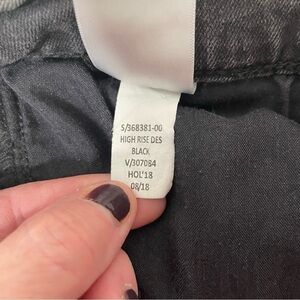 S/368381-00
HIGH RISE DES
BLACK
V/307084
HOL'18
08/18